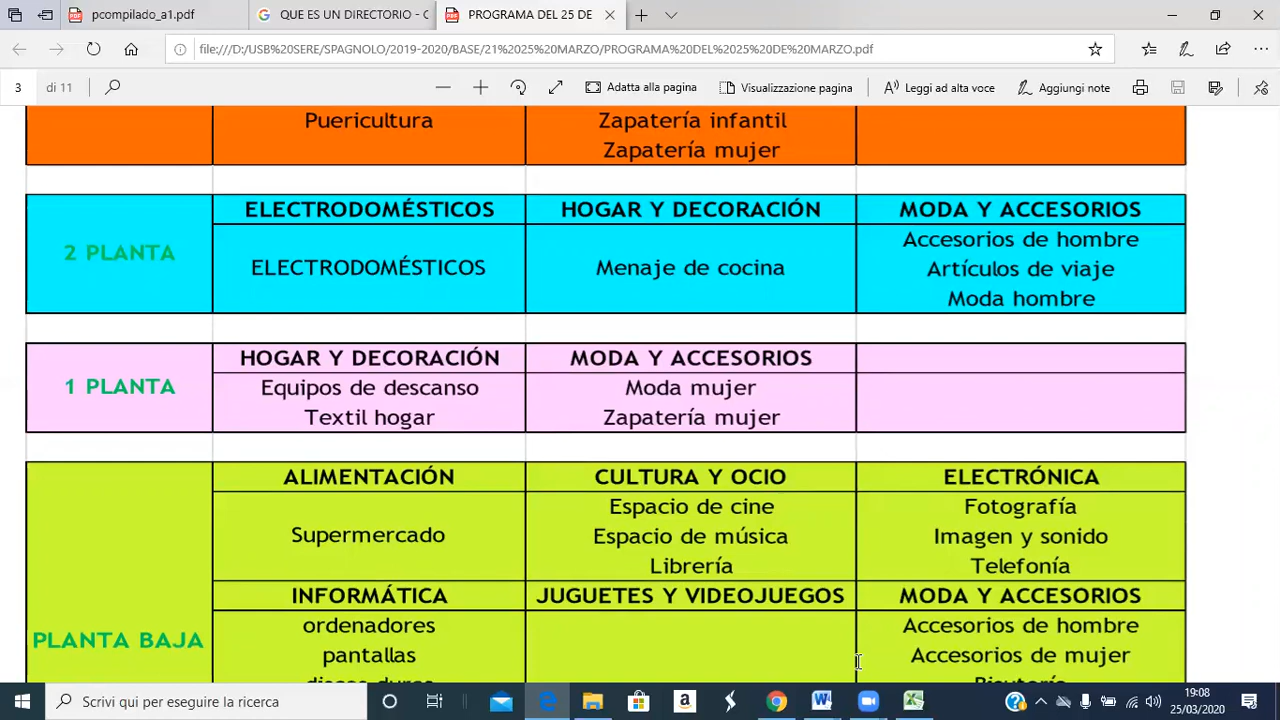 pcompilado_a1.pdf
QUE ES UN DIRECTORIO - C
PROGRAMA DEL 25 DE
file:///D:/USB%20SERE/SPAGNOLO/2019-2020/BASE/21%2025%20MARZO/PROGRAMA%20DEL%2025%20DE%20MARZO.pdf
3 di 11
Adatta alla pagina
Visualizzazione pagina
Leggi ad alta voce
Aggiungi note
Puericultura
Zapatería infantil
Zapatería mujer
2 PLANTA
ELECTRODOMÉSTICOS
HOGAR Y DECORACIÓN
MODA Y ACCESORIOS
ELECTRODOMÉSTICOS
Menaje de cocina
Accesorios de hombre
Artículos de viaje
Moda hombre
1 PLANTA
HOGAR Y DECORACIÓN
MODA Y ACCESORIOS
Equipos de descanso
Textil hogar
Moda mujer
Zapatería mujer
PLANTA BAJA
ALIMENTACIÓN
CULTURA Y OCIO
ELECTRÓNICA
Supermercado
Espacio de cine
Espacio de música
Librería
Fotografía
Imagen y sonido
Telefonía
INFORMÁTICA
JUGUETES Y VIDEOJUEGOS
MODA Y ACCESORIOS
ordenadores
pantallas
discos duros
Accesorios de hombre
Accesorios de mujer
Bisutería
Scrivi qui per eseguire la ricerca
19:08
25/03/2020